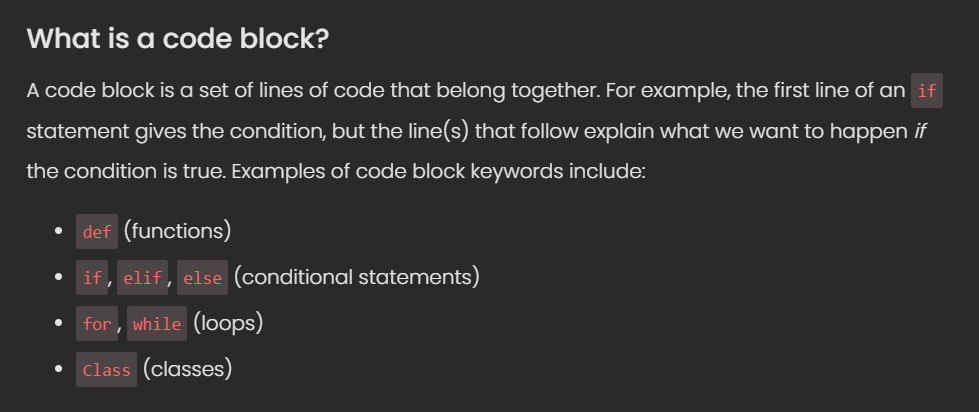 What is a code block?
A code block is a set of lines of code that belong together. For example, the first line of an if
statement gives the condition, but the line(s) that follow explain what we want to happen if
the condition is true. Examples of code block keywords include:
• def (functions)
• if, elif, else (conditional statements)
• for, while (loops)
• Class (classes)